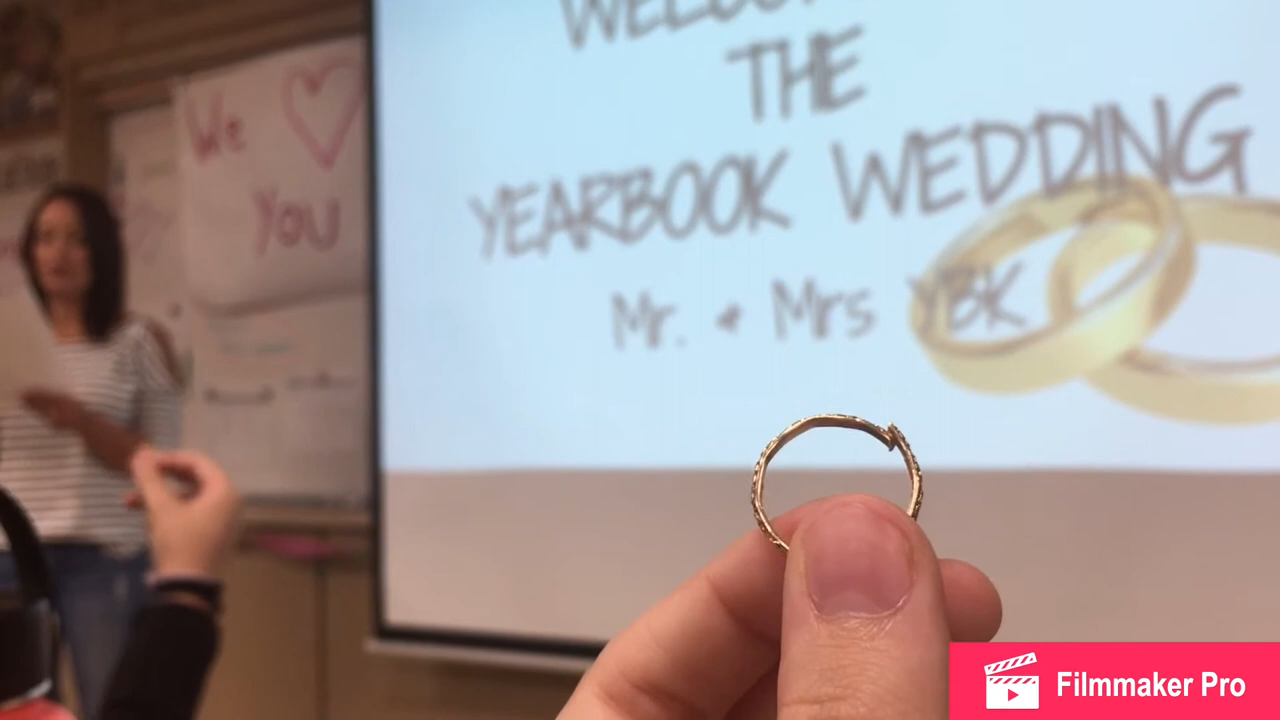 We ♡
YOU
THE
YEARBOOK WEDDING
Mr. + Mrs YBK
Filmmaker Pro